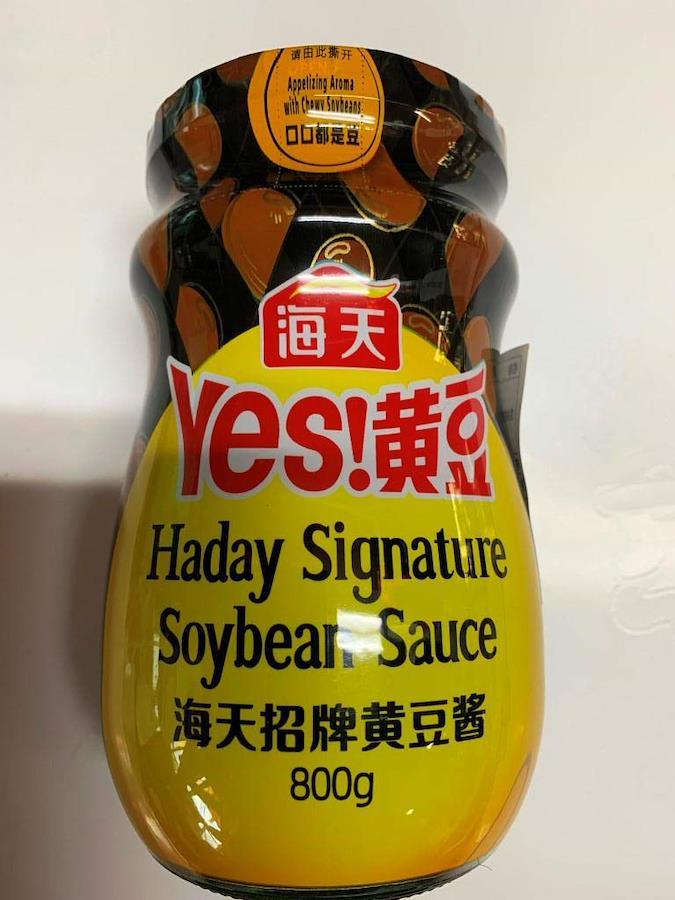 请由此撕开
OPEN
Appetizing Aroma
with Chewy Soybeans
口口都是豆
海天
Yes!黄豆
Haday Signature
Soybean Sauce
海天招牌黄豆酱
800g